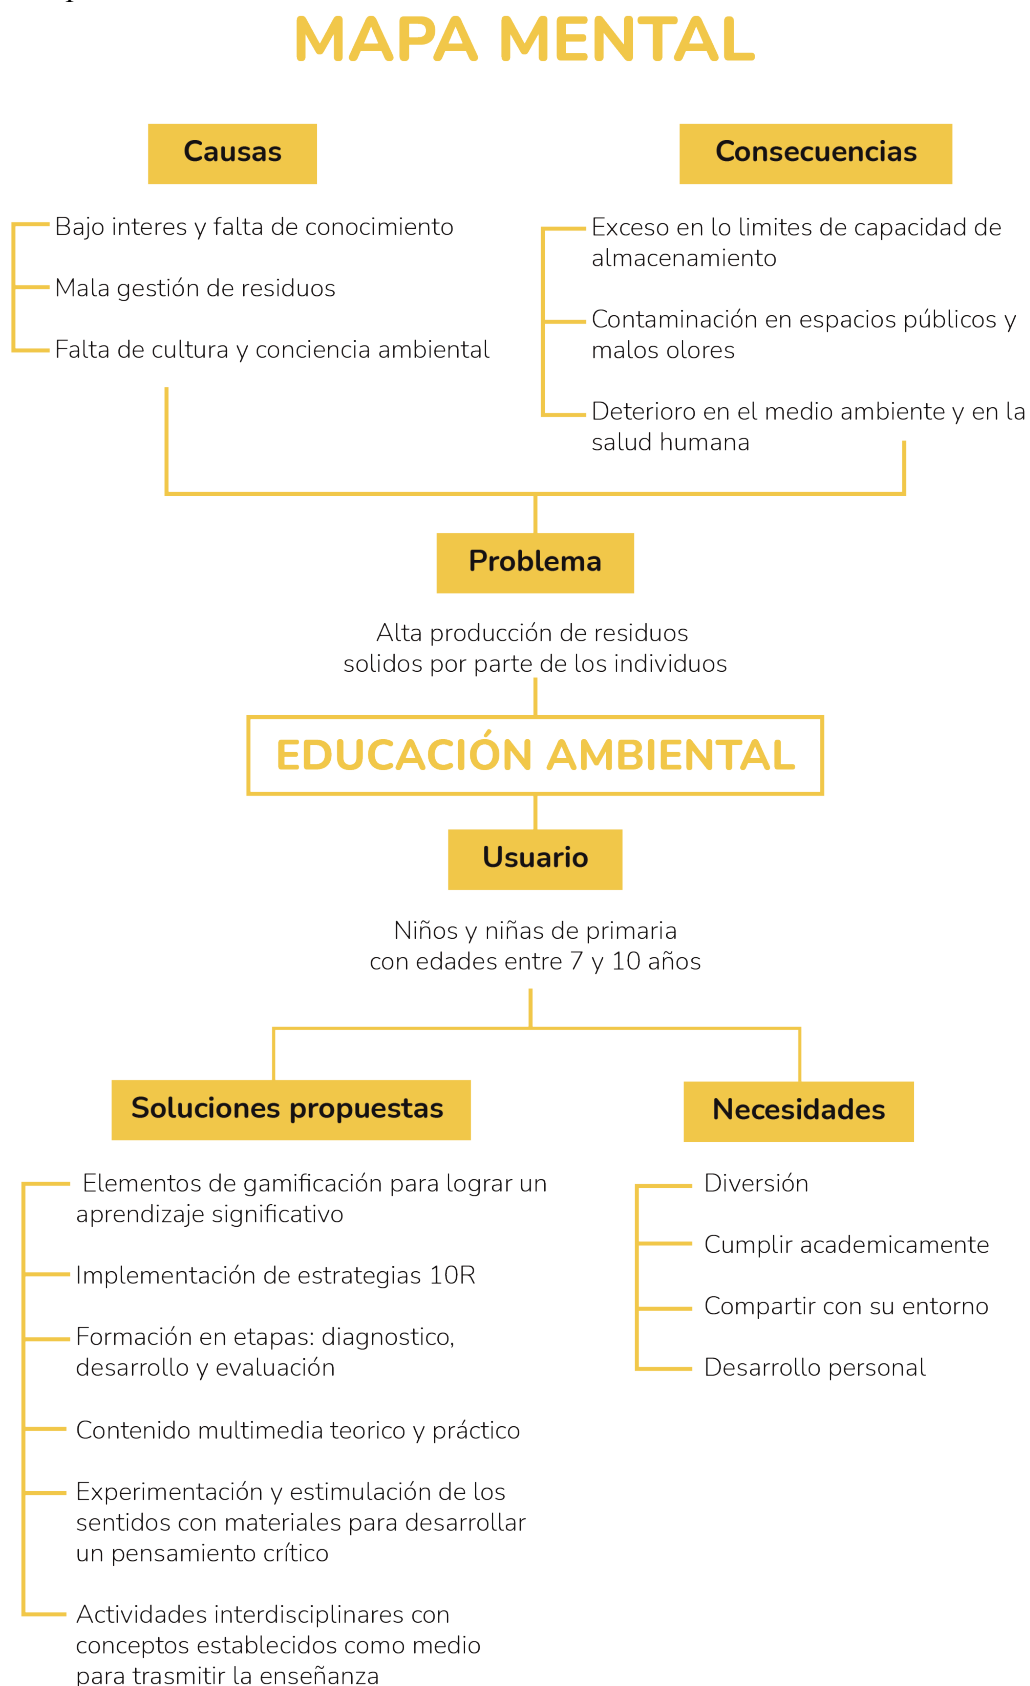 MAPA MENTAL
Causas
Bajo interes y falta de conocimiento
Mala gestión de residuos
Falta de cultura y conciencia ambiental
Consecuencias
Exceso en lo limites de capacidad de
almacenamiento
Contaminación en espacios públicos y
malos olores
Deterioro en el medio ambiente y en la
salud humana
Problema
Alta producción de residuos
solidos por parte de los individuos
EDUCACIÓN AMBIENTAL
Usuario
Niños y niñas de primaria
con edades entre 7 y 10 años
Soluciones propuestas
Elementos de gamificación para lograr un
aprendizaje significativo
Implementación de estrategias 10R
Formación en etapas: diagnostico,
desarrollo y evaluación
Contenido multimedia teorico y práctico
Experimentación y estimulación de los
sentidos con materiales para desarrollar
un pensamiento crítico
Actividades interdisciplinares con
conceptos establecidos como medio
para trasmitir la enseñanza
Necesidades
Diversión
Cumplir academicamente
Compartir con su entorno
Desarrollo personal